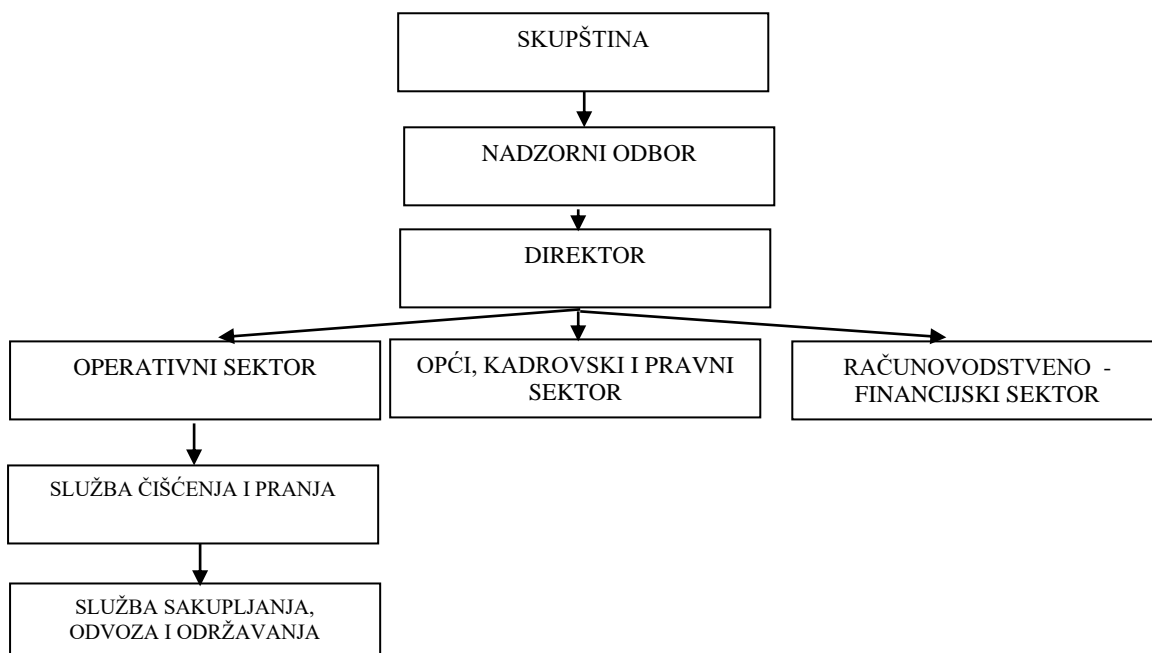 SKUPŠTINA
NADZORNI ODBOR
DIREKTOR
OPERATIVNI SEKTOR
OPĆI, KADROVSKI I PRAVNI
SEKTOR
RAČUNOVODSTVENO -
FINANCIJSKI SEKTOR
SLUŽBA ČIŠĆENJA I PRANJA
SLUŽBA SAKUPLJANJA,
ODVOZA I ODRŽAVANJA